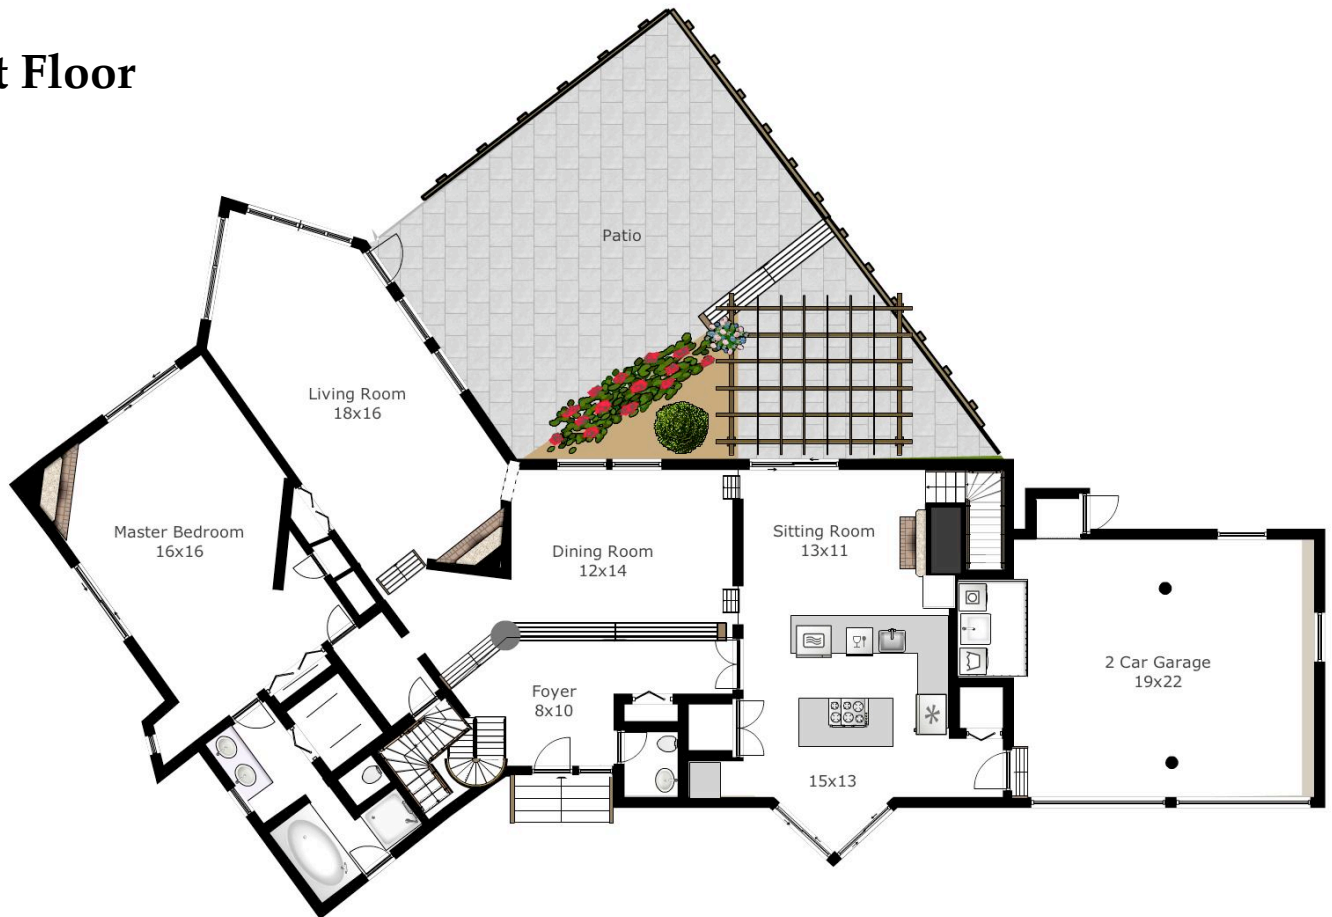 t Floor
Patio
Living Room
18x16
Master Bedroom
16x16
Dining Room
12x14
Sitting Room
13x11
Foyer
8x10
2 Car Garage
19x22
15x13